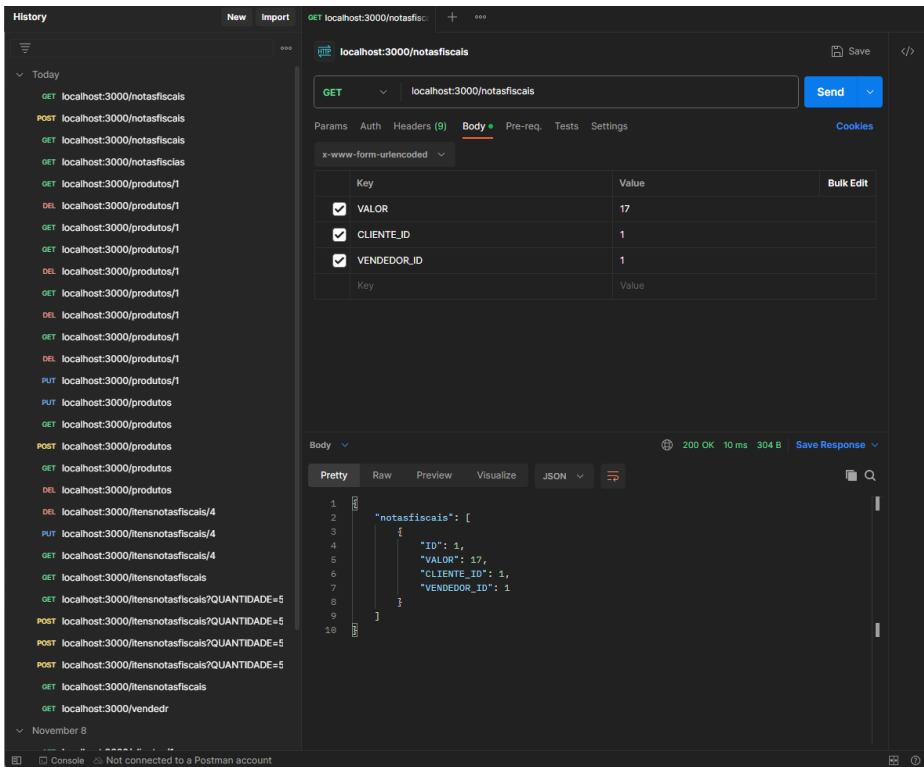 History New Import
GET localhost:3000/notasfisc
localhost:3000/notasfiscais Save
Today
GET localhost:3000/notasfiscais
POST localhost:3000/notasfiscais
GET localhost:3000/notasfiscais
GET localhost:3000/notasfiscias
GET localhost:3000/produtos/1
DEL localhost:3000/produtos/1
GET localhost:3000/produtos/1
GET localhost:3000/produtos/1
DEL localhost:3000/produtos/1
GET localhost:3000/produtos/1
DEL localhost:3000/produtos/1
GET localhost:3000/produtos/1
DEL localhost:3000/produtos/1
PUT localhost:3000/produtos/1
PUT localhost:3000/produtos
GET localhost:3000/produtos
POST localhost:3000/produtos
GET localhost:3000/produtos
DEL localhost:3000/produtos
DEL localhost:3000/itensnotasfiscais/4
PUT localhost:3000/itensnotasfiscais/4
GET localhost:3000/itensnotasfiscais/4
GET localhost:3000/itensnotasfiscais
GET localhost:3000/itensnotasfiscais?QUANTIDADE=5
POST localhost:3000/itensnotasfiscais?QUANTIDADE=5
POST localhost:3000/itensnotasfiscais?QUANTIDADE=5
POST localhost:3000/itensnotasfiscais?QUANTIDADE=5
GET localhost:3000/itensnotasfiscais
GET localhost:3000/vendedr
November 8
GET localhost:3000/notasfiscais Send
Params Auth Headers (9) Body Pre-req. Tests Settings Cookies
x-www-form-urlencoded
Key Value Bulk Edit
VALOR 17
CLIENTE_ID 1
VENDEDOR_ID 1
Key Value
Body 200 OK 10 ms 304 B Save Response
Pretty Raw Preview Visualize JSON
1 {
2 "notasfiscais": [
3 {
4 "ID": 1,
5 "VALOR": 17,
6 "CLIENTE_ID": 1,
7 "VENDEDOR_ID": 1
8 }
9 ]
10 }
Console Not connected to a Postman account